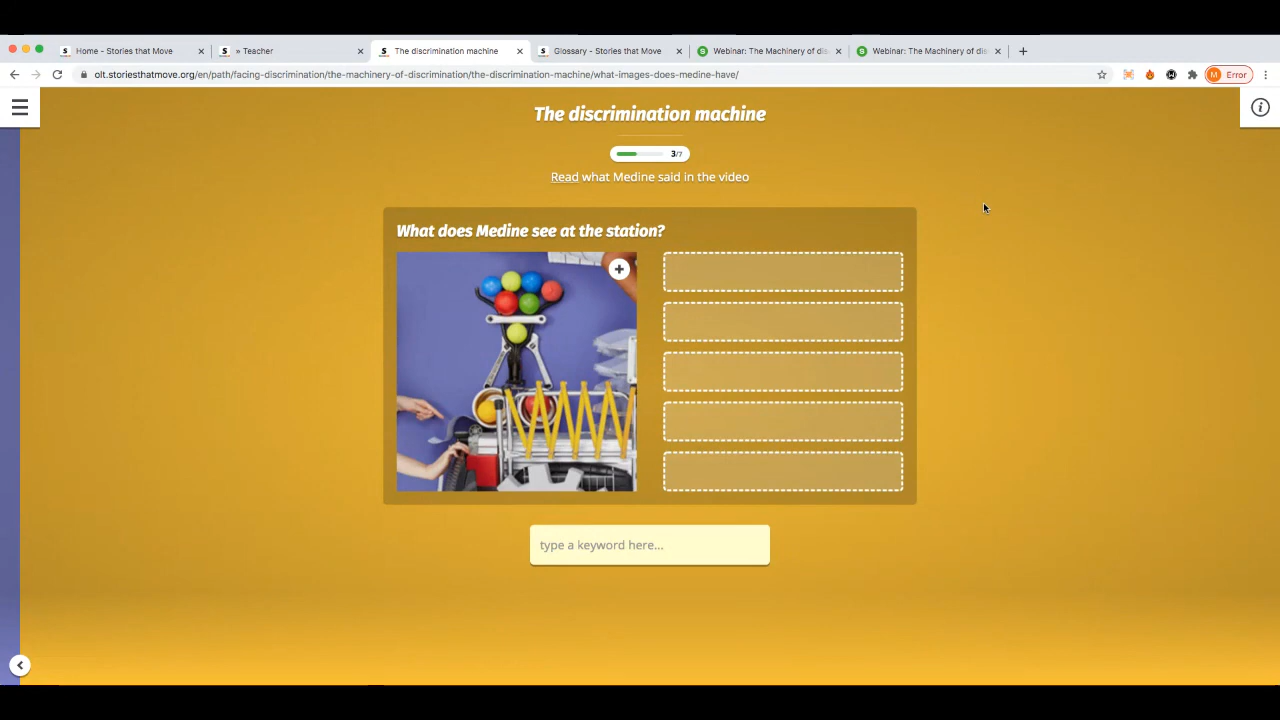 Home - Stories that Move
» Teacher
The discrimination machine
Glossary - Stories that Move
Webinar: The Machinery of dis
Webinar: The Machinery of dis
olt.storiesthatmove.org/en/path/facing-discrimination/the-machinery-of-discrimination/the-discrimination-machine/what-images-does-medine-have/
M Error
The discrimination machine
3/7
Read what Medine said in the video
What does Medine see at the station?
type a keyword here...